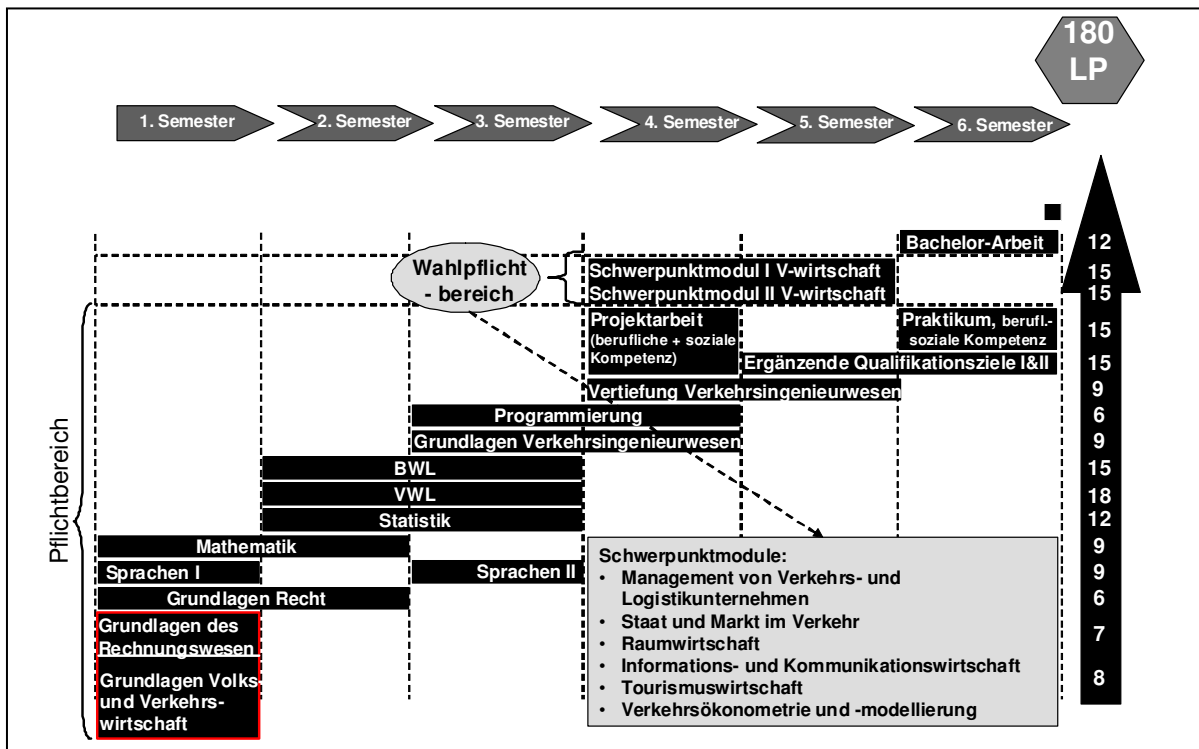 180
LP
1. Semester
2. Semester
3. Semester
4. Semester
5. Semester
6. Semester
Bachelor-Arbeit
12
Wahlpflicht
- bereich
Schwerpunktmodul I V-wirtschaft
15
Schwerpunktmodul II V-wirtschaft
15
Projektarbeit
(berufliche + soziale
Kompetenz)
Praktikum, berufl.-
soziale Kompetenz
15
Ergänzende Qualifikationsziele I&II
15
Vertiefung Verkehrsingenieurwesen
9
Programmierung
6
Grundlagen Verkehrsingenieurwesen
9
Pflichtbereich
BWL
15
VWL
18
Statistik
12
Mathematik
9
Sprachen I
Sprachen II
9
Grundlagen Recht
6
Grundlagen des
Rechnungswesen
7
Grundlagen Volks-
und Verkehrs-
wirtschaft
8
Schwerpunktmodule:
• Management von Verkehrs- und
Logistikunternehmen
• Staat und Markt im Verkehr
• Raumwirtschaft
• Informations- und Kommunikationswirtschaft
• Tourismuswirtschaft
• Verkehrsökonometrie und -modellierung